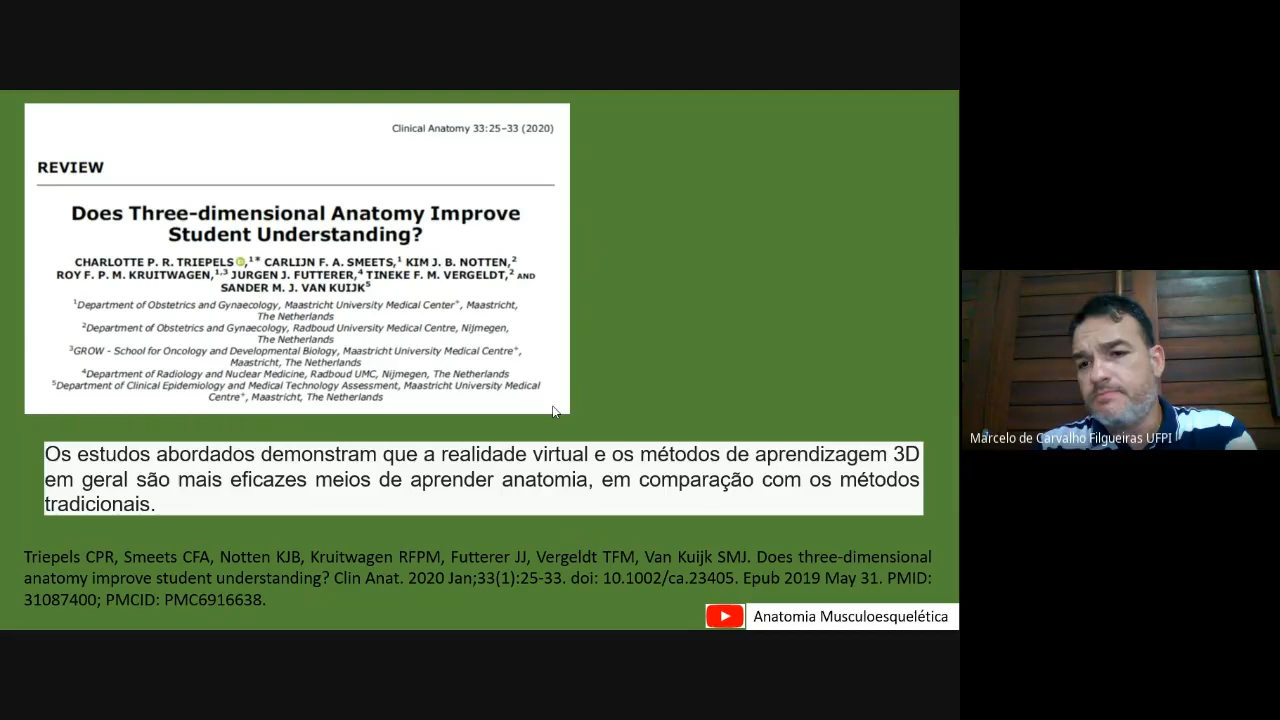 Clinical Anatomy 33:25–33 (2020)
REVIEW
Does Three-dimensional Anatomy Improve
Student Understanding?
CHARLOTTE P. R. TRIEPELS,1* CARLIJN F. A. SMEETS,1 KIM J. B. NOTTEN,2
ROY F. P. M. KRUITWAGEN,1,3 JURGEN J. FUTTERER,4 TINEKE F. M. VERGELDT,2 AND
SANDER M. J. VAN KUIJK5
1Department of Obstetrics and Gynaecology, Maastricht University Medical Center+, Maastricht,
The Netherlands
2Department of Obstetrics and Gynaecology, Radboud University Medical Centre, Nijmegen,
The Netherlands
3GROW - School for Oncology and Developmental Biology, Maastricht University Medical Centre+,
Maastricht, The Netherlands
4Department of Radiology and Nuclear Medicine, Radboud UMC, Nijmegen, The Netherlands
5Department of Clinical Epidemiology and Medical Technology Assessment, Maastricht University Medical
Centre+, Maastricht, The Netherlands
Os estudos abordados demonstram que a realidade virtual e os métodos de aprendizagem 3D
em geral são mais eficazes meios de aprender anatomia, em comparação com os métodos
tradicionais.
Triepels CPR, Smeets CFA, Notten KJB, Kruitwagen RFPM, Futterer JJ, Vergeldt TFM, Van Kuijk SMJ. Does three-dimensional
anatomy improve student understanding? Clin Anat. 2020 Jan;33(1):25-33. doi: 10.1002/ca.23405. Epub 2019 May 31. PMID:
31087400; PMCID: PMC6916638.
Anatomia Musculoesquelética
Marcelo de Carvalho Filgueiras UFPI